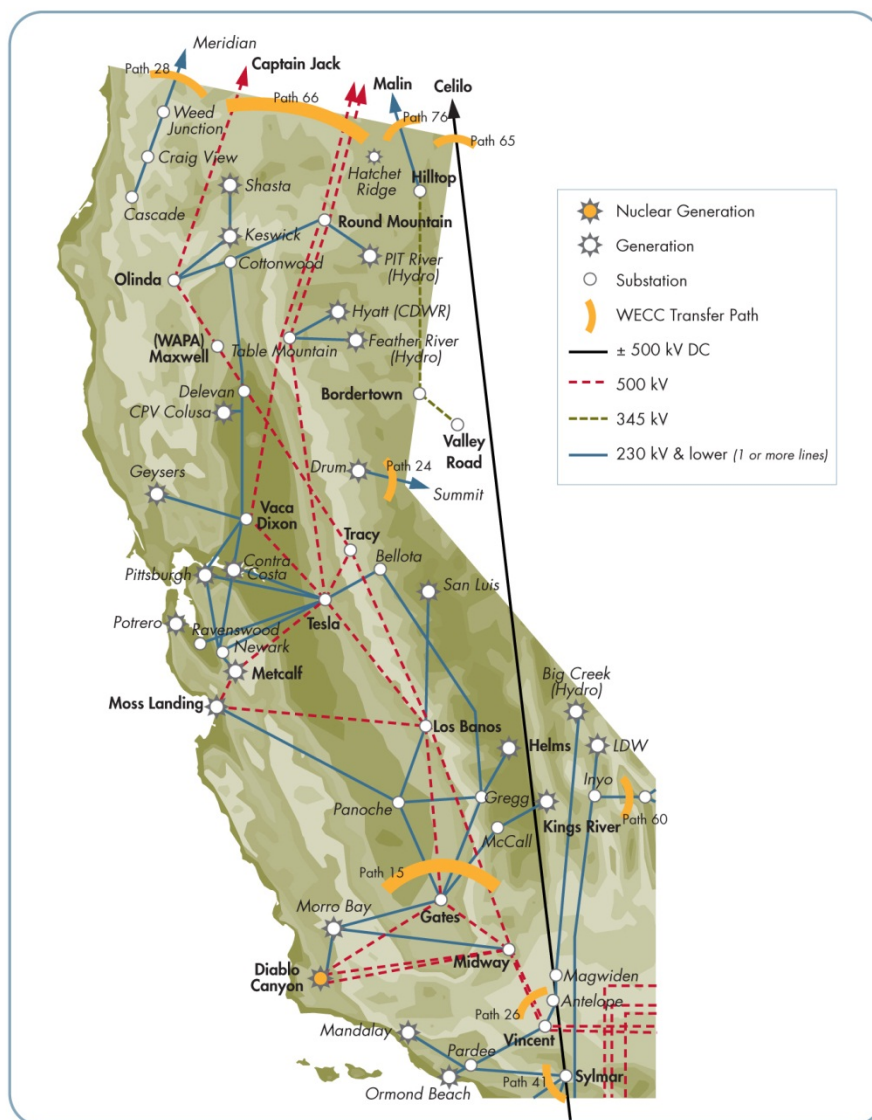 Meridian
Path 28
Captain Jack
Path 66
Malin
Celilo
Path 76
Path 65
Weed
Junction
Craig View
Cascade
Shasta
Hatchet
Ridge
Hilltop
Keswick
Round Mountain
Cottonwood
PIT River
(Hydro)
Olinda
Hyatt (CDWR)
(WAPA)
Maxwell
Table Mountain
Feather River
(Hydro)
Delevan
CPV Colusa
Bordertown
Valley
Road
Geysers
Drum
Path 24
Summit
Vaca
Dixon
Tracy
Bellota
Pittsburgh
Contra
Costa
San Luis
Potrero
Ravenswood
Newark
Tesla
Metcalf
Moss Landing
Los Banos
Big Creek
(Hydro)
Helms
LDW
Panoche
Gregg
Inyo
Kings River
Path 60
McCall
Path 15
Morro Bay
Gates
Diablo
Canyon
Midway
Magwiden
Antelope
Path 26
Vincent
Mandalay
Pardee
Ormond Beach
Path 41
Sylmar
Nuclear Generation
Generation
Substation
WECC Transfer Path
± 500 kV DC
500 kV
345 kV
230 kV & lower (1 or more lines)